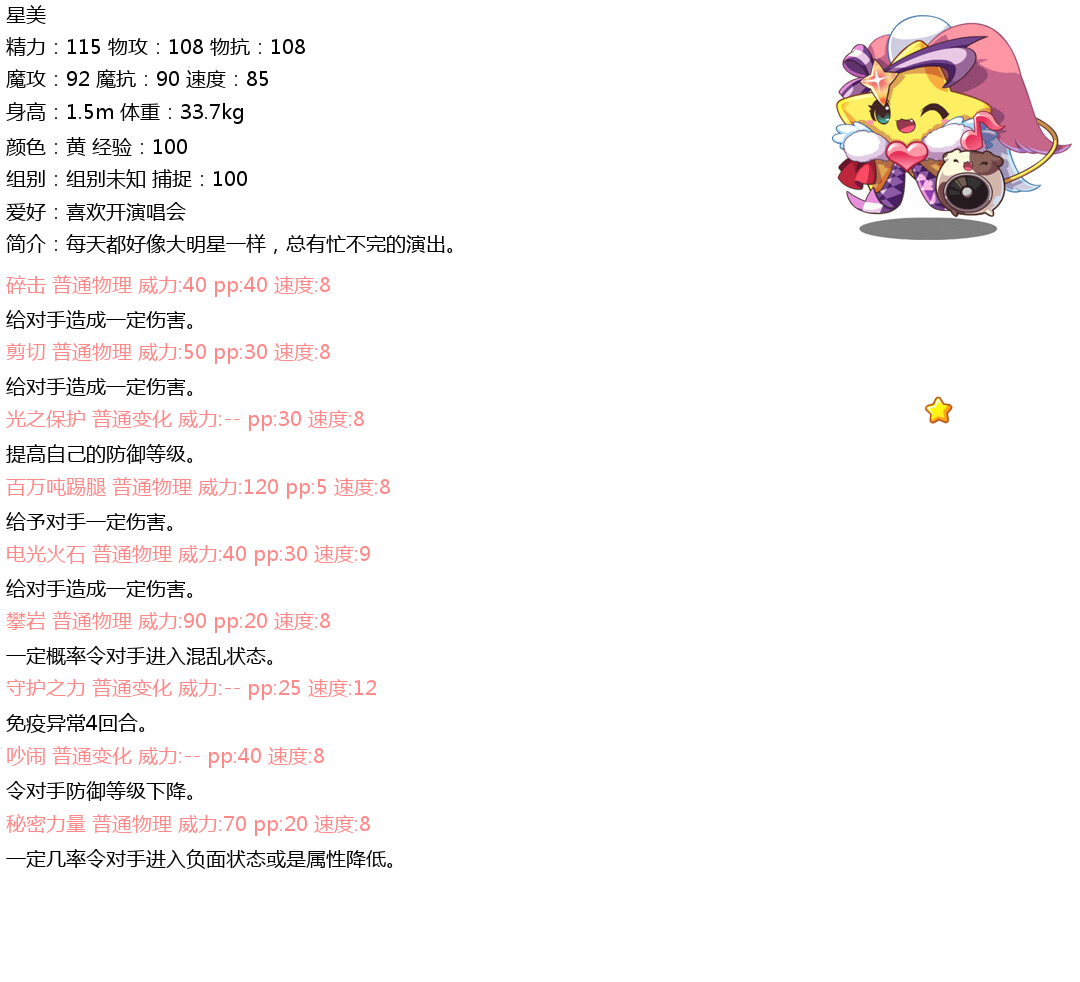 星美
精力：115 物攻：108 物抗：108
魔攻：92 魔抗：90 速度：85
身高：1.5m 体重：33.7kg
颜色：黄 经验：100
组别：组别未知 捕捉：100
爱好：喜欢开演唱会
简介：每天都好像大明星一样，总有忙不完的演出。
碎击 普通物理 威力:40 pp:40 速度:8
给对手造成一定伤害。
剪切 普通物理 威力:50 pp:30 速度:8
给对手造成一定伤害。
光之保护 普通变化 威力:-- pp:30 速度:8
提高自己的防御等级。
百万吨踢腿 普通物理 威力:120 pp:5 速度:8
给予对手一定伤害。
电光火石 普通物理 威力:40 pp:30 速度:9
给对手造成一定伤害。
攀岩 普通物理 威力:90 pp:20 速度:8
一定概率令对手进入混乱状态。
守护之力 普通变化 威力:-- pp:25 速度:12
免疫异常4回合。
吵闹 普通变化 威力:-- pp:40 速度:8
令对手防御等级下降。
秘密力量 普通物理 威力:70 pp:20 速度:8
一定几率令对手进入负面状态或是属性降低。